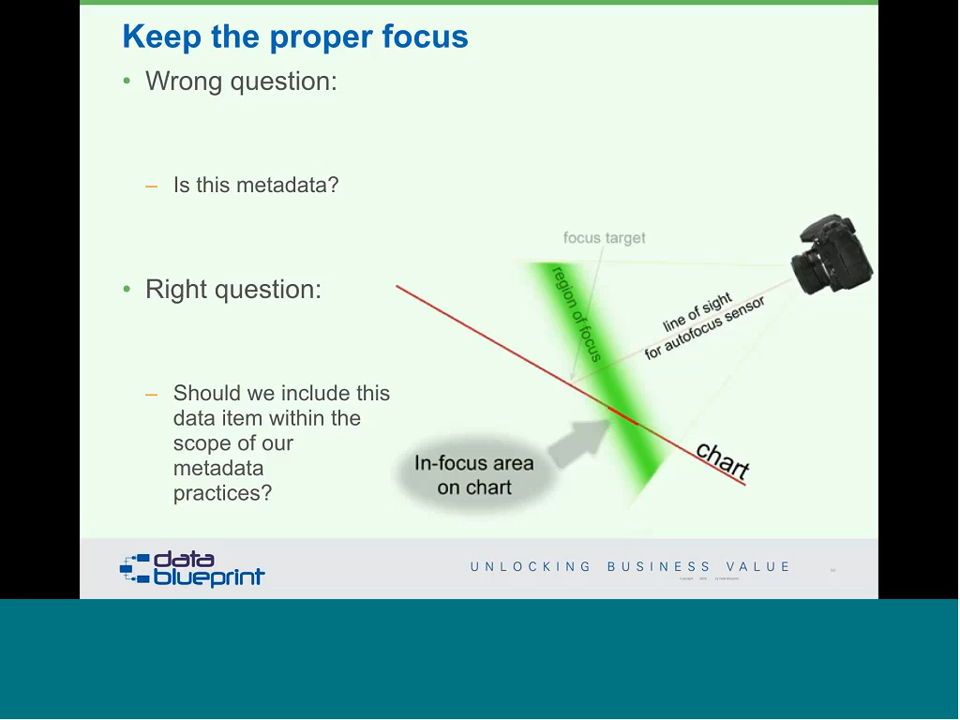 Keep the proper focus
• Wrong question:
– Is this metadata?
• Right question:
– Should we include this
data item within the
scope of our
metadata
practices?
focus target
region of focus
line of sight
for autofocus sensor
chart
In-focus area
on chart
data
blueprint
UNLOCKING BUSINESS VALUE